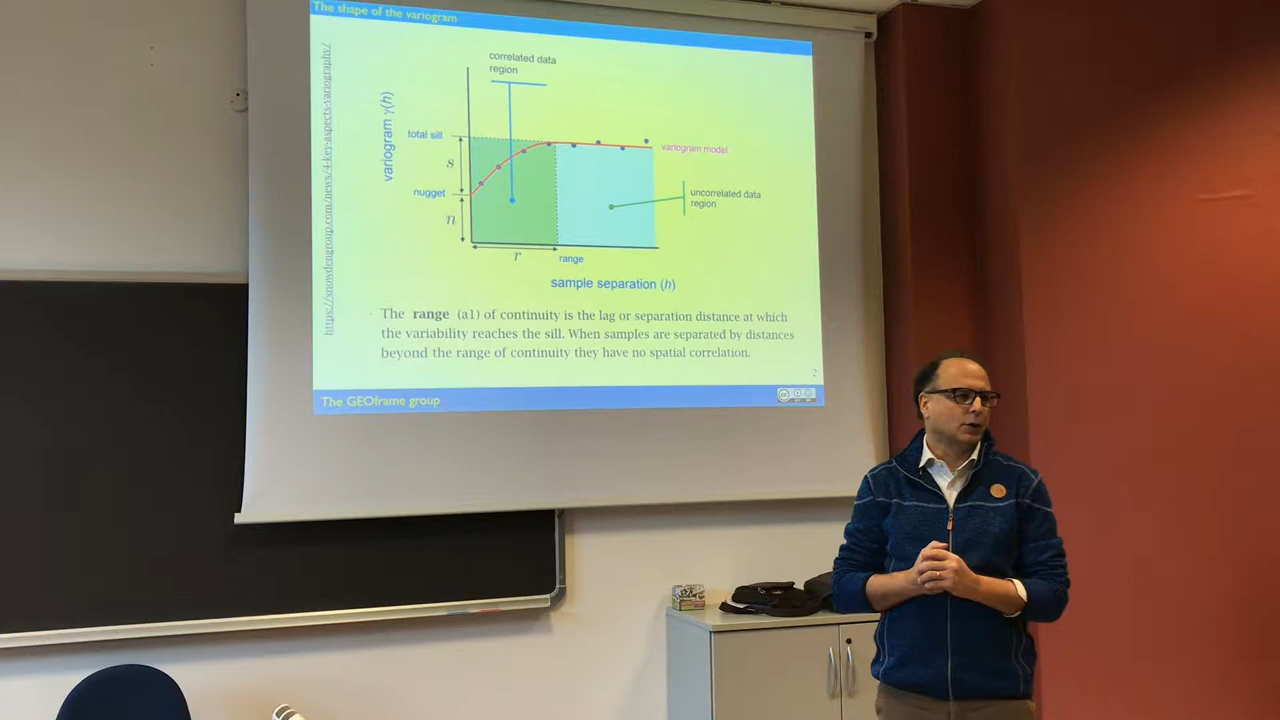 The shape of the variogram
https://snowdengroup.com/news/4-key-aspects-variography/
correlated data
region
variogram γ(h)
total sill
s
variogram model
nugget
uncorrelated data
region
n
r
range
sample separation (h)
The range (a1) of continuity is the lag or separation distance at which
the variability reaches the sill. When samples are separated by distances
beyond the range of continuity they have no spatial correlation.
2
The GEOframe group
cc